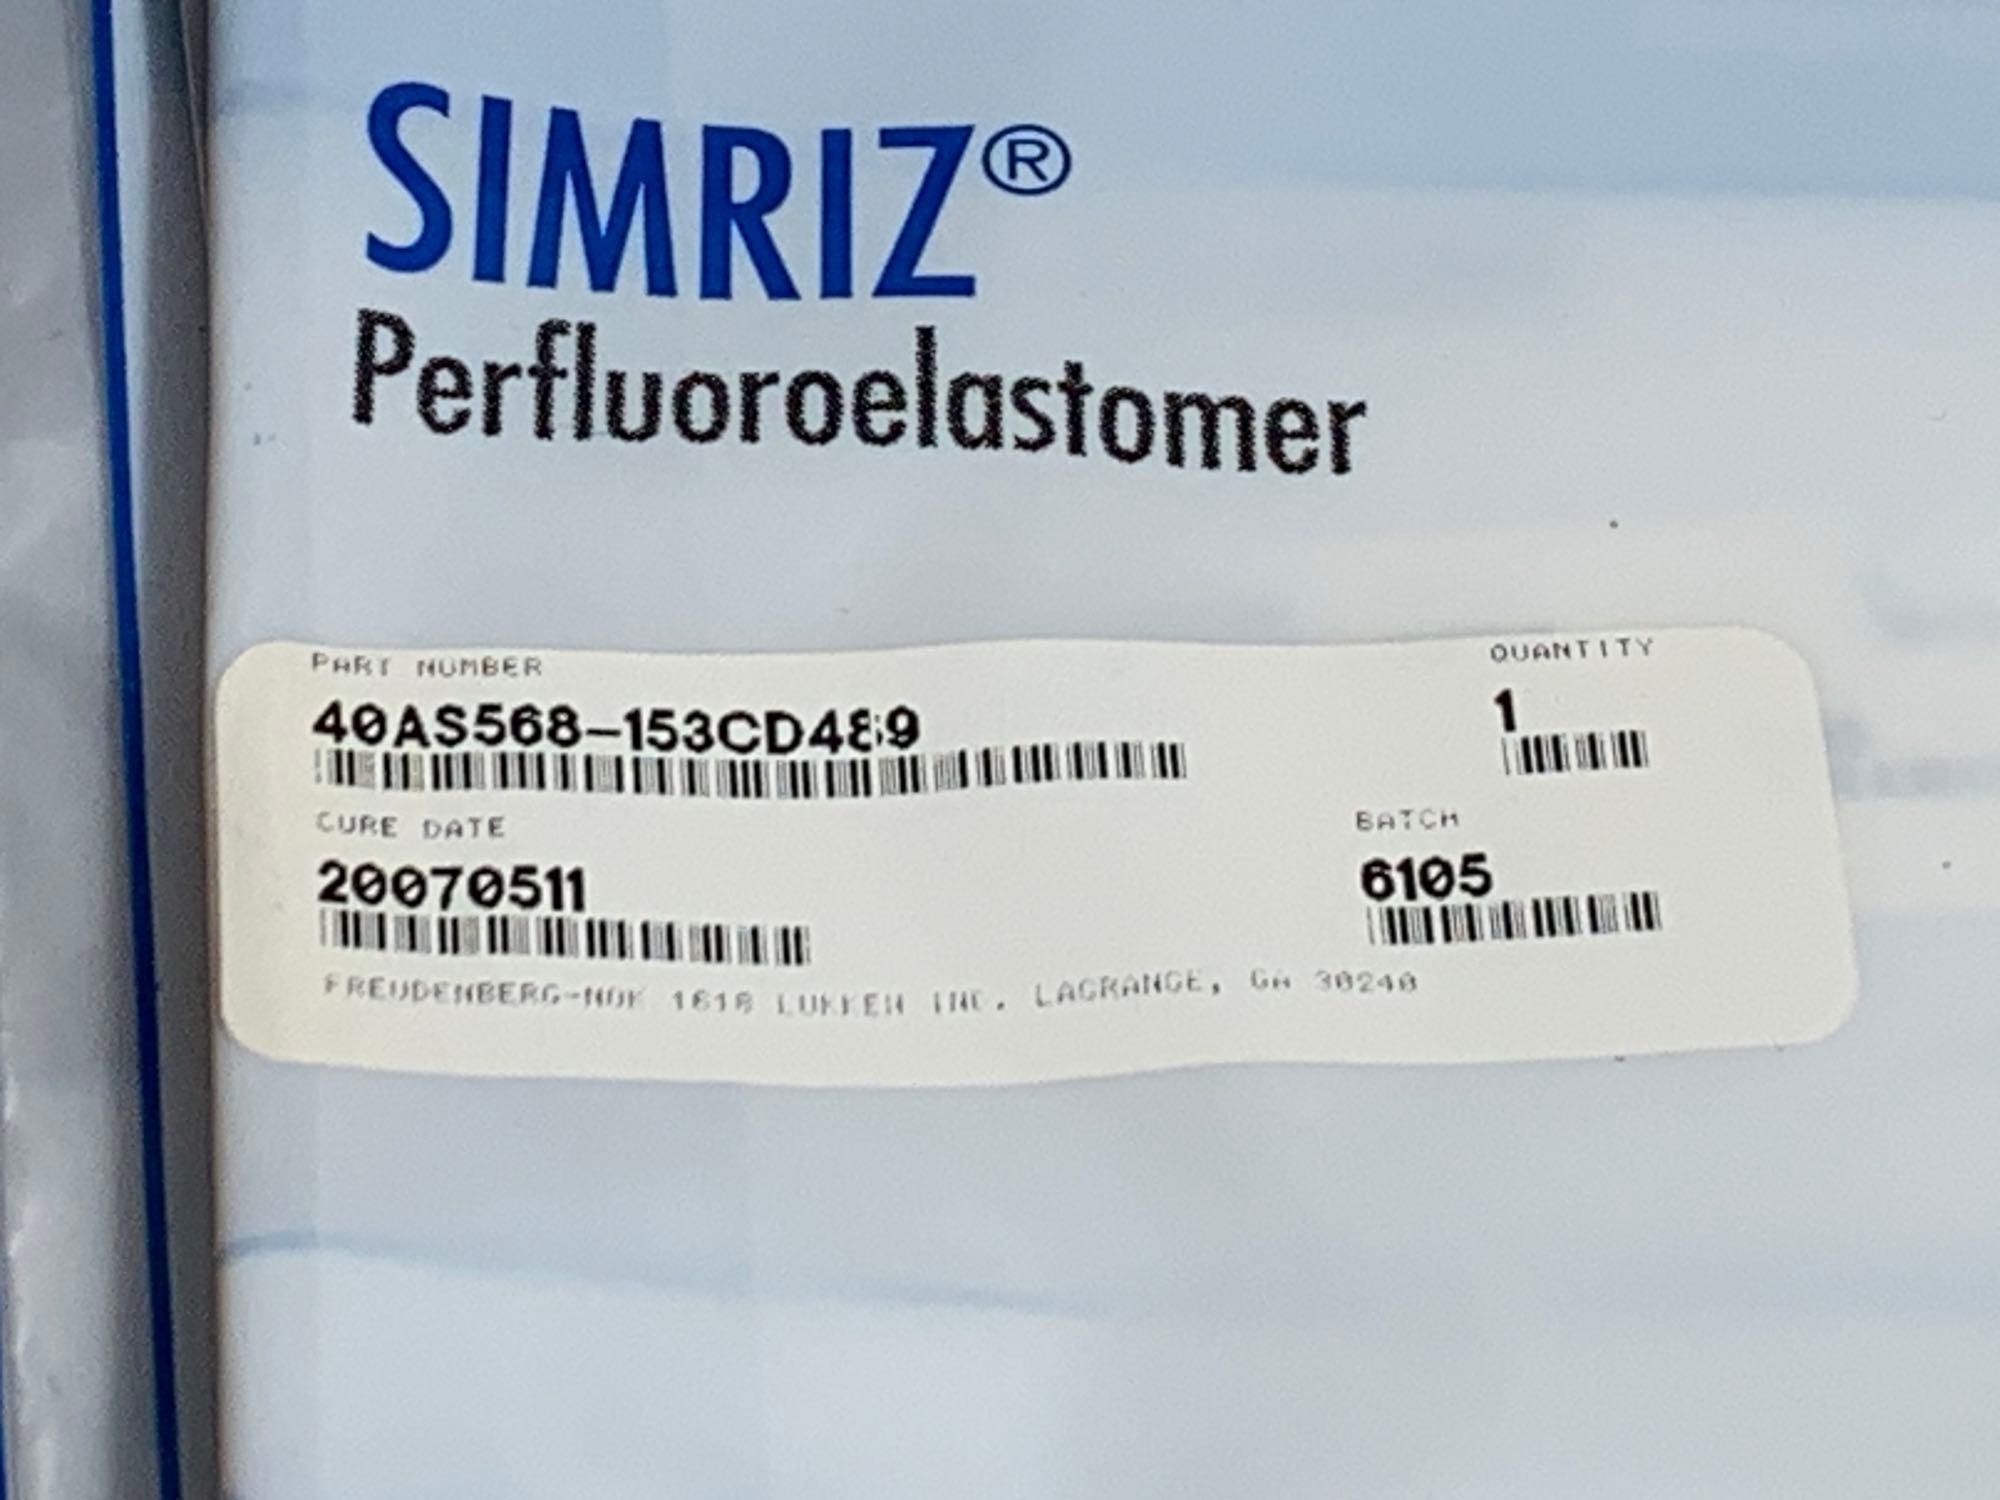 SIMRIZ®
Perfluoroelastomer
PART NUMBER
QUANTITY
40AS568-153CD489
1
CURE DATE
BATCH
20070511
6105
FREUDENBERG-NOK 1618 LUKKEN INC. LAGRANGE, GA 30240